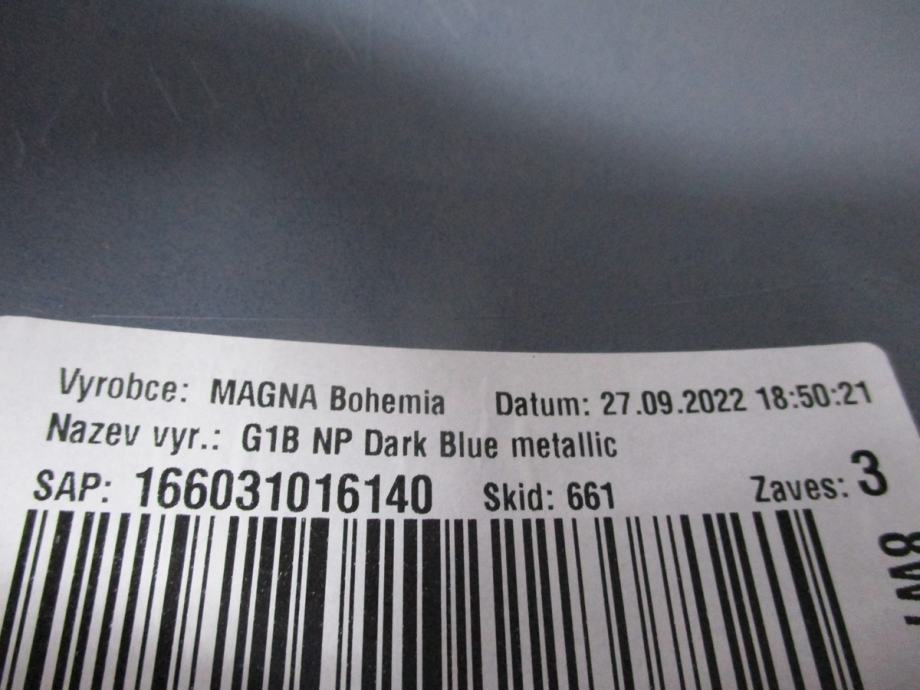 Vyrobce: MAGNA Bohemia Datum: 27.09.2022 18:50:21
Nazev vyr.: G1B NP Dark Blue metallic
SAP: 166031016140 Skid: 661 Zaves: 3